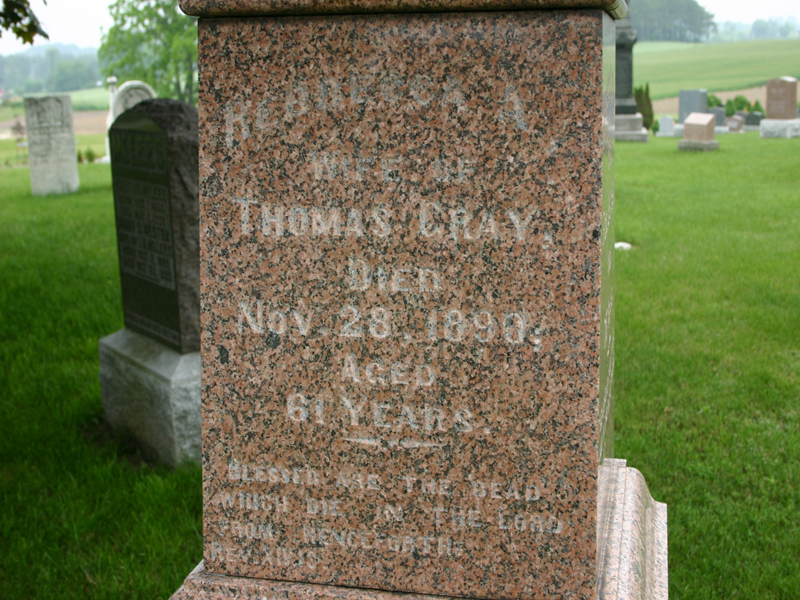 REBRECCA A.
WIFE OF
THOMAS GRAY,
DIED
NOV. 28, 1890,
AGED
61 YEARS.
BLESSED ARE THE DEAD
WHICH DIE IN THE LORD
FROM HENCEFORTH.